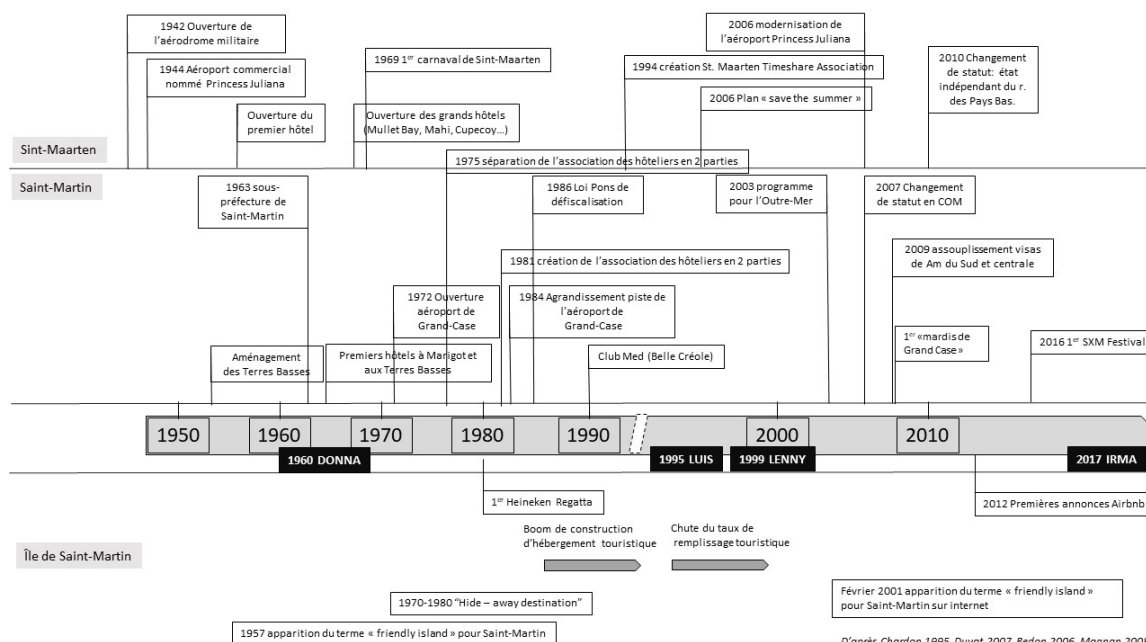 1942 Ouverture de
l'aérodrome militaire
1944 Aéroport commercial
nommé Princess Juliana
Ouverture du
premier hôtel
1969 1er carnaval de Sint-Maarten
Ouverture des grands hôtels
(Mullet Bay, Mahi, Cupecoy...)
2006 modernisation de
l'aéroport Princess Juliana
1994 création St. Maarten Timeshare Association
2006 Plan « save the summer »
2010 Changement
de statut: état
indépendant du r.
des Pays Bas.
Sint-Maarten
1975 séparation de l'association des hôteliers en 2 parties
Saint-Martin
1963 sous-
préfecture de
Saint-Martin
1986 Loi Pons de
défiscalisation
2003 programme
pour l'Outre-Mer
2007 Changement
de statut en COM
1981 création de l'association des hôteliers en 2 parties
2009 assouplissement visas
de Am du Sud et centrale
1972 Ouverture
aéroport de
Grand-Case
1984 Agrandissement piste de
l'aéroport de
Grand-Case
Aménagement
des Terres Basses
Premiers hôtels à Marigot et
aux Terres Basses
Club Med (Belle Créole)
1er «mardis de
Grand Case»
2016 1er SXM Festival
1950
1960
1970
1980
1990
2000
2010
1960 DONNA
1995 LUIS
1999 LENNY
2017 IRMA
1er Heineken Regatta
2012 Premières annonces Airbnb
Boom de construction
d'hébergement touristique
Chute du taux de
remplissage touristique
Île de Saint-Martin
1970-1980 "Hide – away destination"
Février 2001 apparition du terme « friendly island »
pour Saint-Martin sur internet
1957 apparition du terme « friendly island » pour Saint-Martin
D'après Chardon 1995, Duvat 2007, Redon 2006, Magnan 200